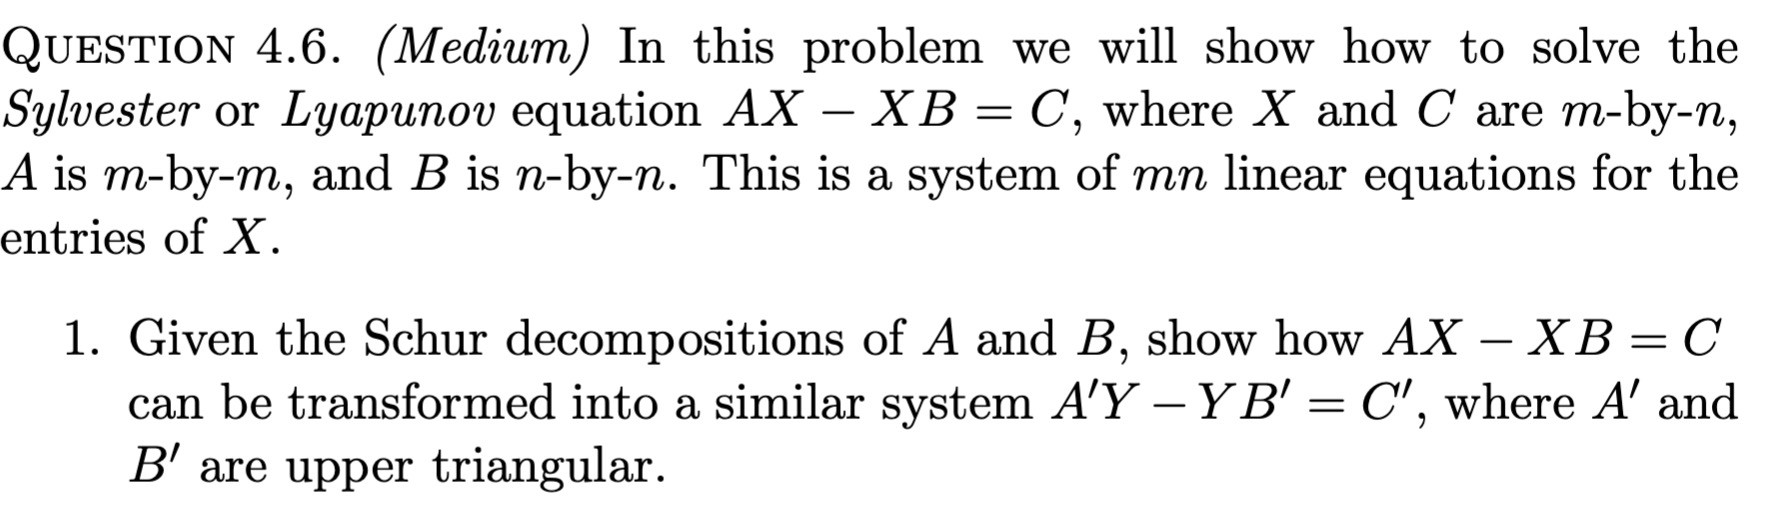 QUESTION 4.6. (Medium) In this problem we will show how to solve the
Sylvester or Lyapunov equation AX − XB = C, where X and C are m-by-n,
A is m-by-m, and B is n-by-n. This is a system of mn linear equations for the
entries of X.
1. Given the Schur decompositions of A and B, show how AX − XB = C
can be transformed into a similar system A′Y − YB′ = C′, where A′ and
B′ are upper triangular.